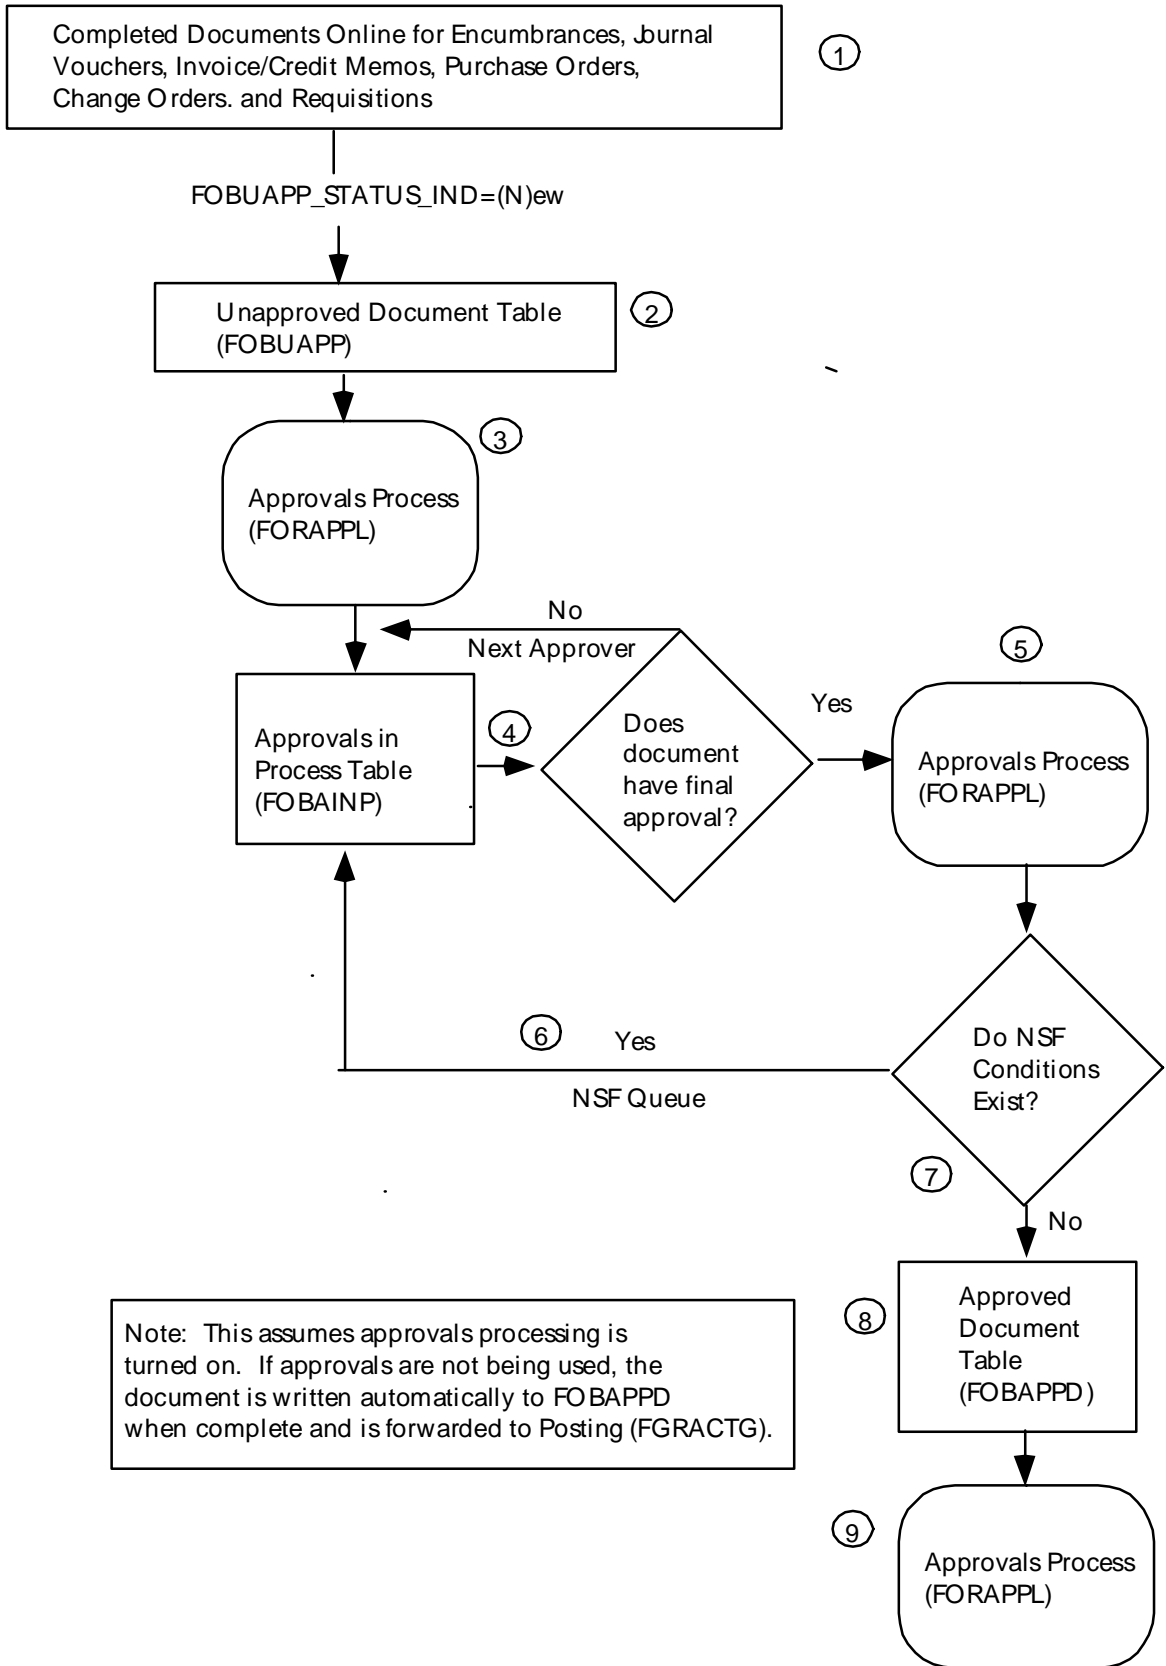 Completed Documents Online for Encumbrances, Journal
Vouchers, Invoice/Credit Memos, Purchase Orders,
Change Orders. and Requisitions
1
FOBUAPP_STATUS_IND=(N)ew
Unapproved Document Table
(FOBUAPP)
2
3
Approvals Process
(FORAPPL)
No
Next Approver
Approvals in
Process Table
(FOBAINP)
4
Does
document
have final
approval?
Yes
5
Approvals Process
(FORAPPL)
6
Yes
NSF Queue
Do NSF
Conditions
Exist?
7
No
8
Approved
Document
Table
(FOBAPPD)
Note: This assumes approvals processing is
turned on. If approvals are not being used, the
document is written automatically to FOBAPPD
when complete and is forwarded to Posting (FGRACTG).
9
Approvals Process
(FORAPPL)